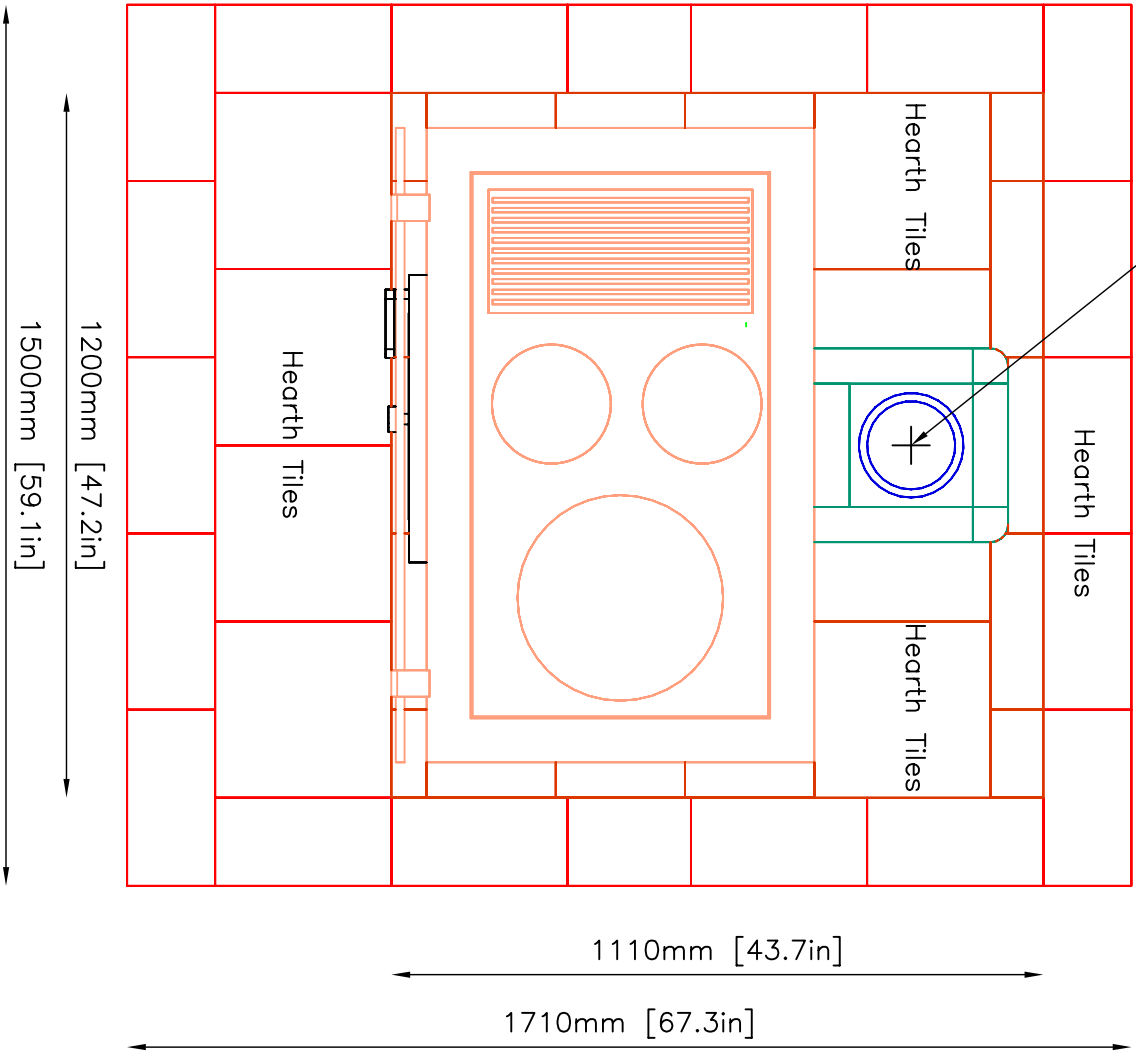 Hearth Tiles
Hearth Tiles
Hearth Tiles
Hearth Tiles
1200mm [47.2in]
1500mm [59.1in]
1110mm [43.7in]
1710mm [67.3in]